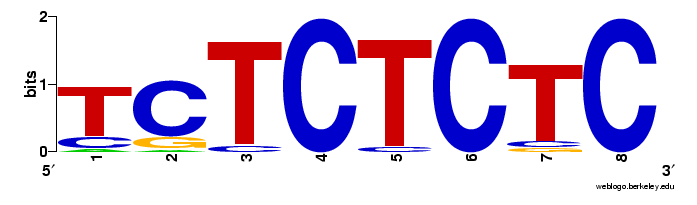 2
bits
1
0
T C T C T C T C
C G C C C
G
1 2 3 4 5 6 7 8
5′ 3′
weblogo.berkeley.edu